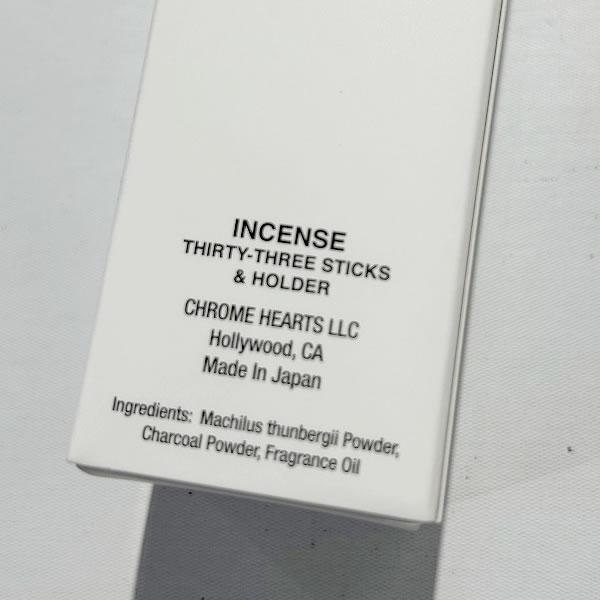 INCENSE
THIRTY-THREE STICKS
& HOLDER
CHROME HEARTS LLC
Hollywood, CA
Made In Japan
Ingredients: Machilus thunbergii Powder,
Charcoal Powder, Fragrance Oil